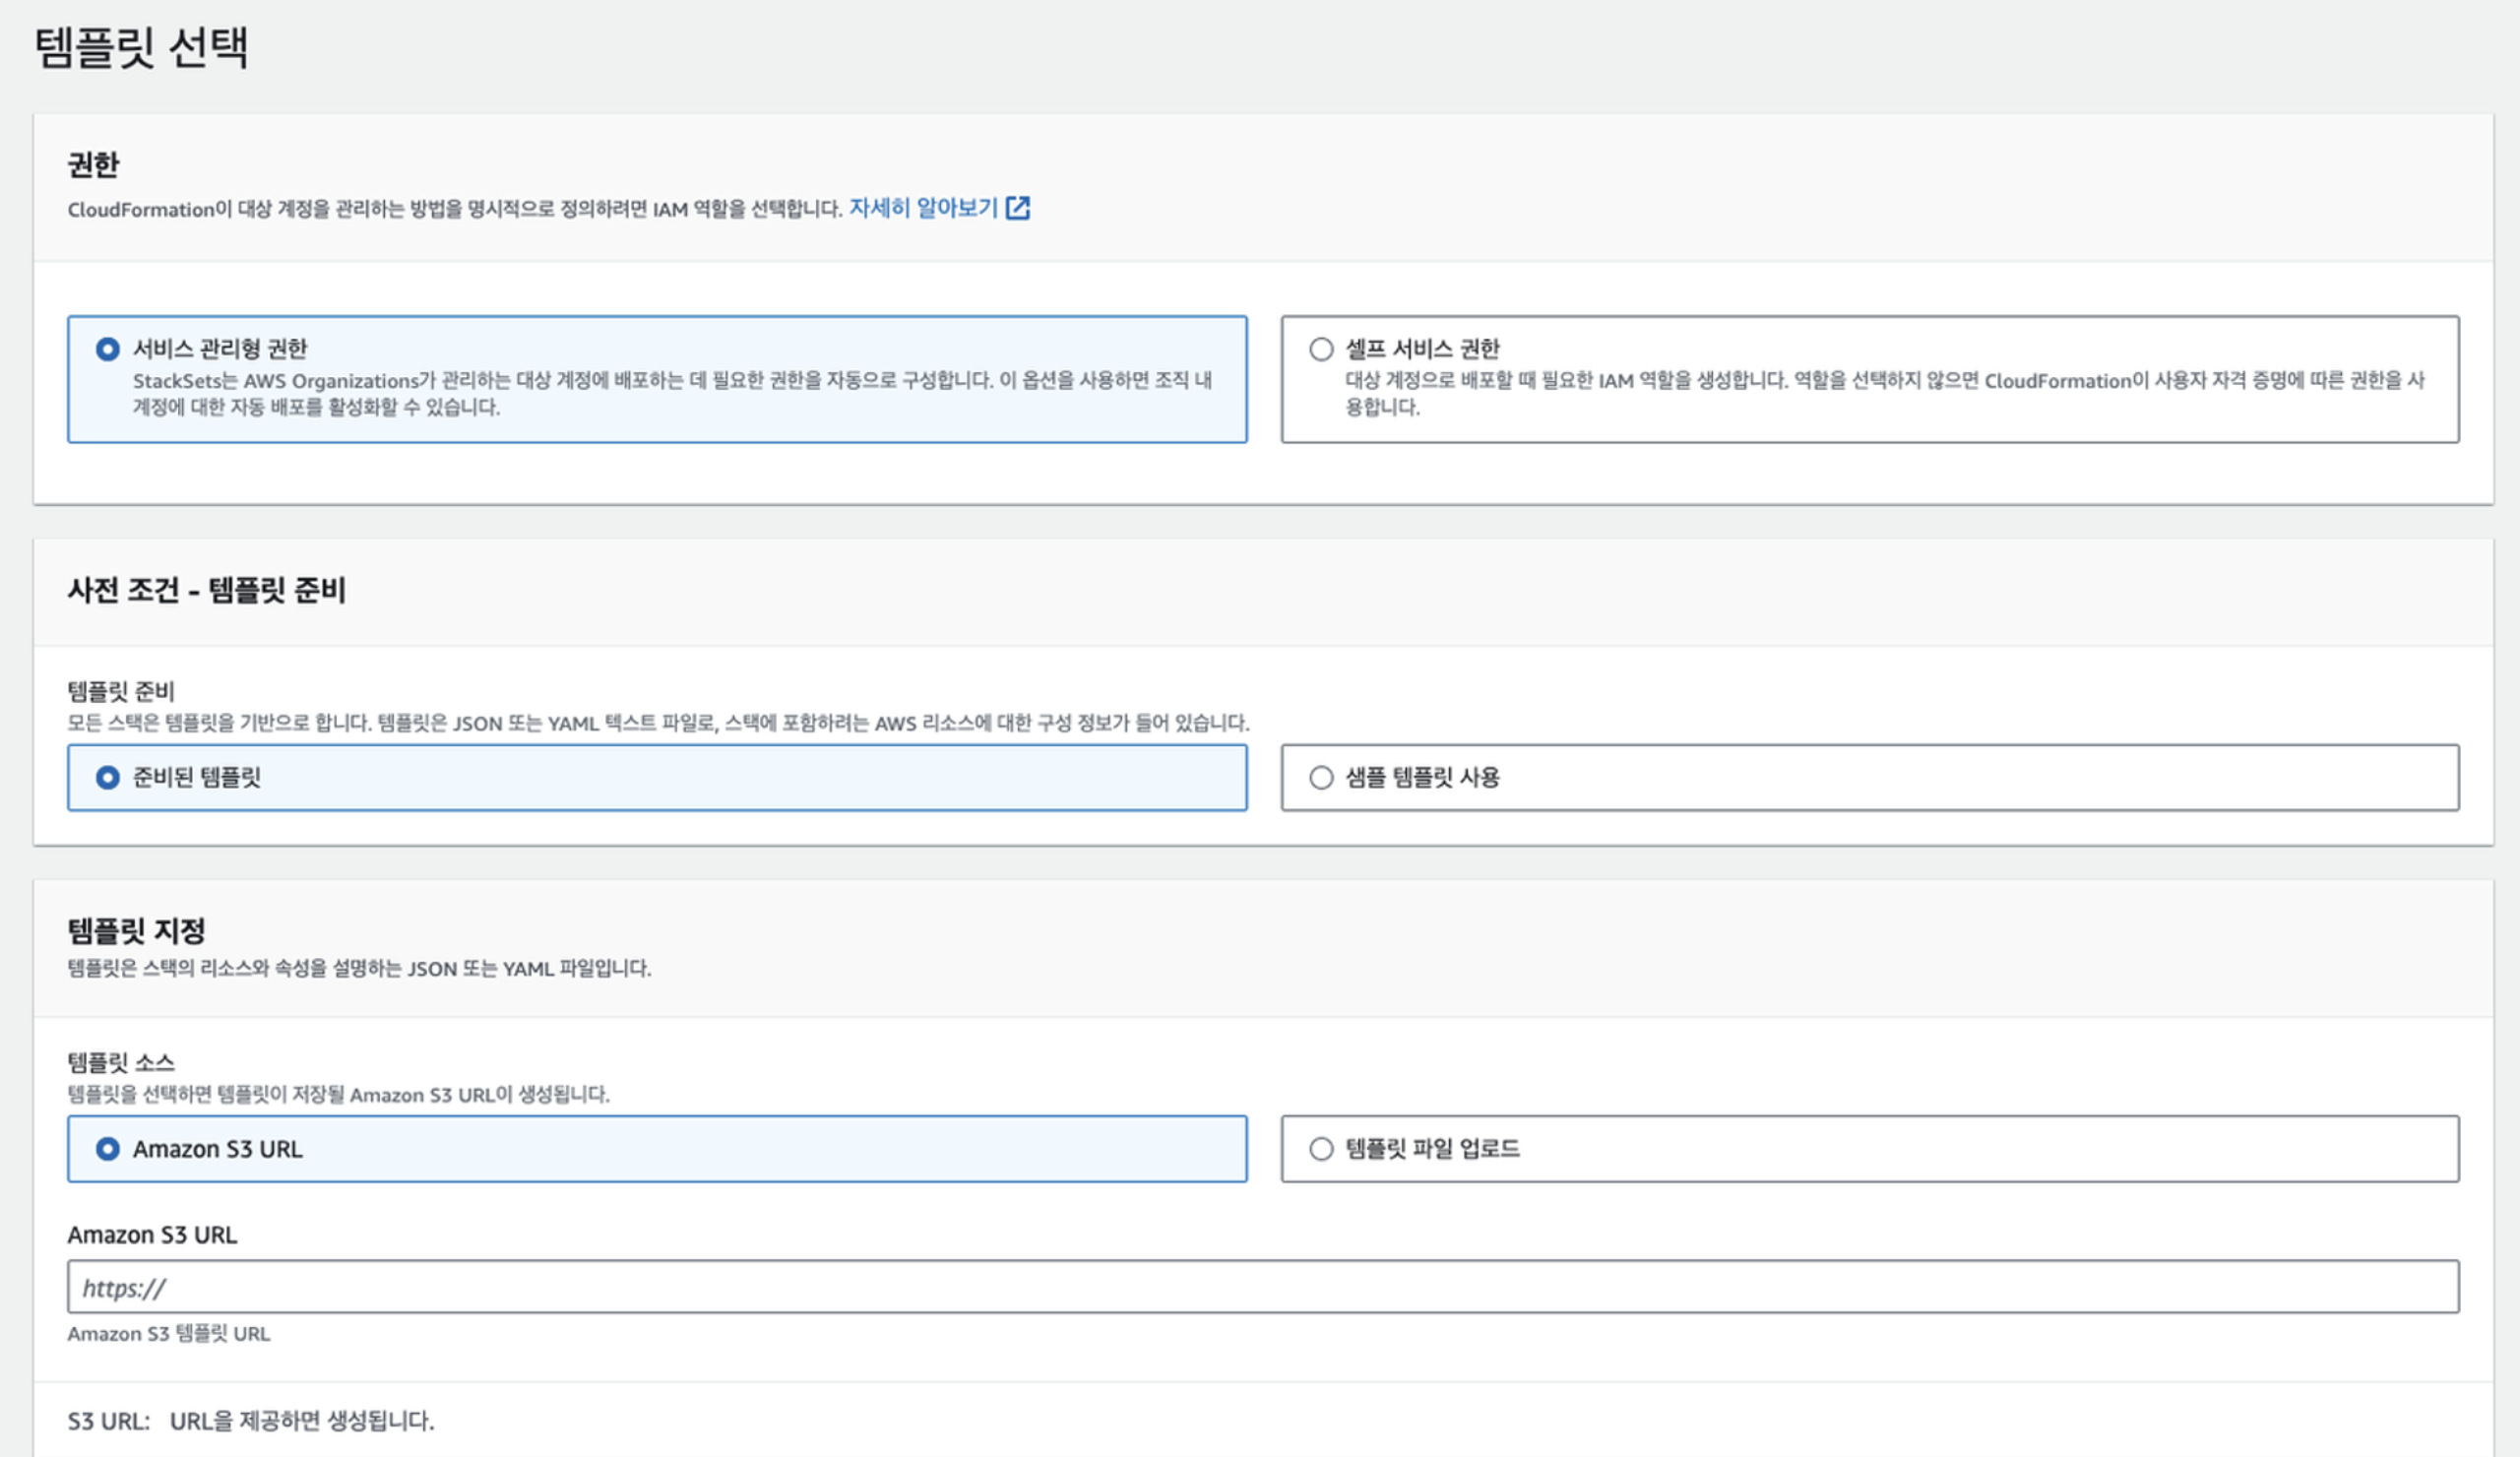 템플릿 선택
권한
CloudFormation이 대상 계정을 관리하는 방법을 명시적으로 정의하려면 IAM 역할을 선택합니다. 자세히 알아보기
서비스 관리형 권한
StackSets는 AWS Organizations가 관리하는 대상 계정에 배포하는 데 필요한 권한을 자동으로 구성합니다. 이 옵션을 사용하면 조직 내
계정에 대한 자동 배포를 활성화할 수 있습니다.
셀프 서비스 권한
대상 계정으로 배포할 때 필요한 IAM 역할을 생성합니다. 역할을 선택하지 않으면 CloudFormation이 사용자 자격 증명에 따른 권한을 사
용합니다.
사전 조건 - 템플릿 준비
템플릿 준비
모든 스택은 템플릿을 기반으로 합니다. 템플릿은 JSON 또는 YAML 텍스트 파일로, 스택에 포함하려는 AWS 리소스에 대한 구성 정보가 들어 있습니다.
준비된 템플릿
샘플 템플릿 사용
템플릿 지정
템플릿은 스택의 리소스와 속성을 설명하는 JSON 또는 YAML 파일입니다.
템플릿 소스
템플릿을 선택하면 템플릿이 저장될 Amazon S3 URL이 생성됩니다.
Amazon S3 URL
템플릿 파일 업로드
Amazon S3 URL
https://
Amazon S3 템플릿 URL
S3 URL: URL을 제공하면 생성됩니다.